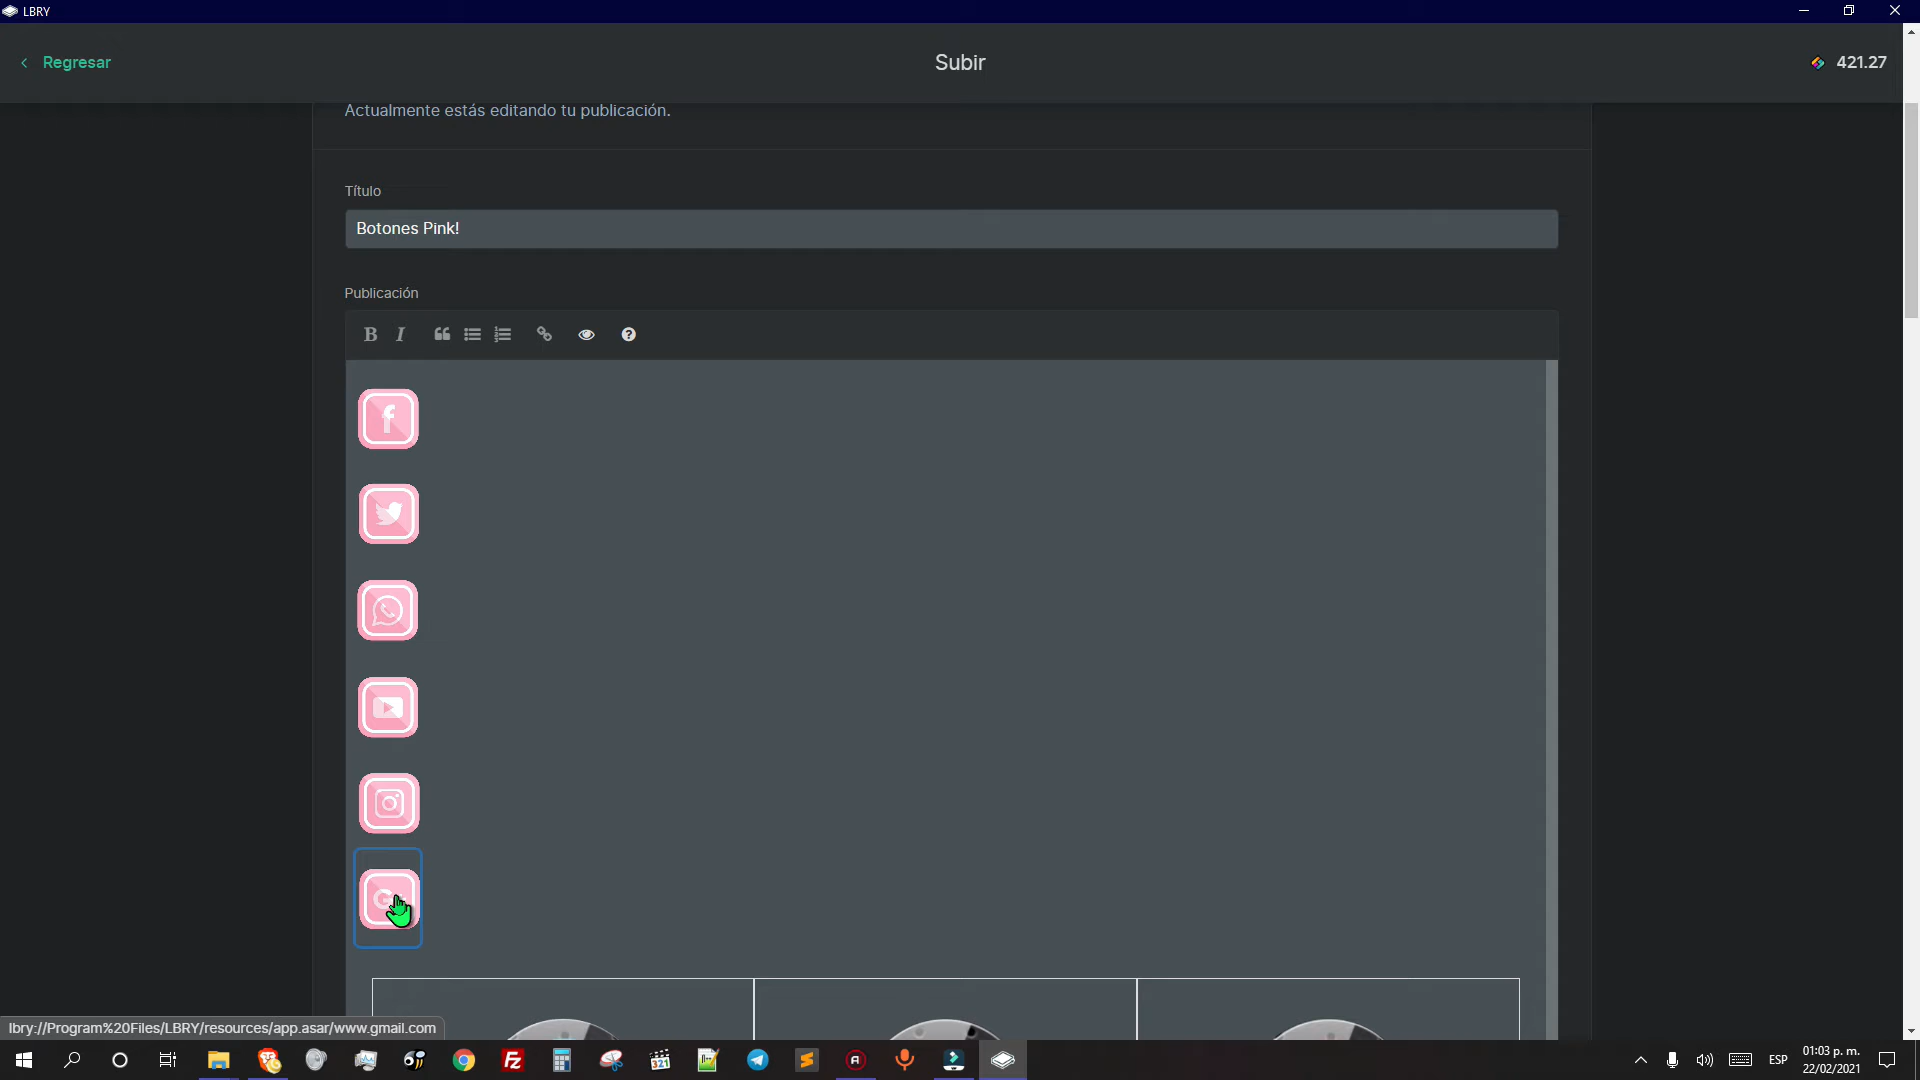 LBRY
Regresar
Subir
421.27
Actualmente estás editando tu publicación.
Título
Botones Pink!
Publicación
B I
f
G
lbry://Program%20Files/LBRY/resources/app.asar/www.gmail.com
321
ESP
01:03 p. m.
22/02/2021